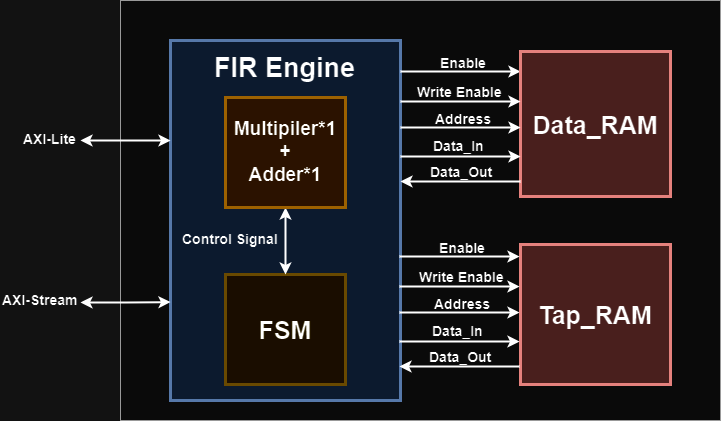 FIR Engine
Multipiler*1
+
Adder*1
Control Signal
FSM
AXI-Lite
AXI-Stream
Enable
Write Enable
Address
Data_In
Data_Out
Data_RAM
Enable
Write Enable
Address
Data_In
Data_Out
Tap_RAM